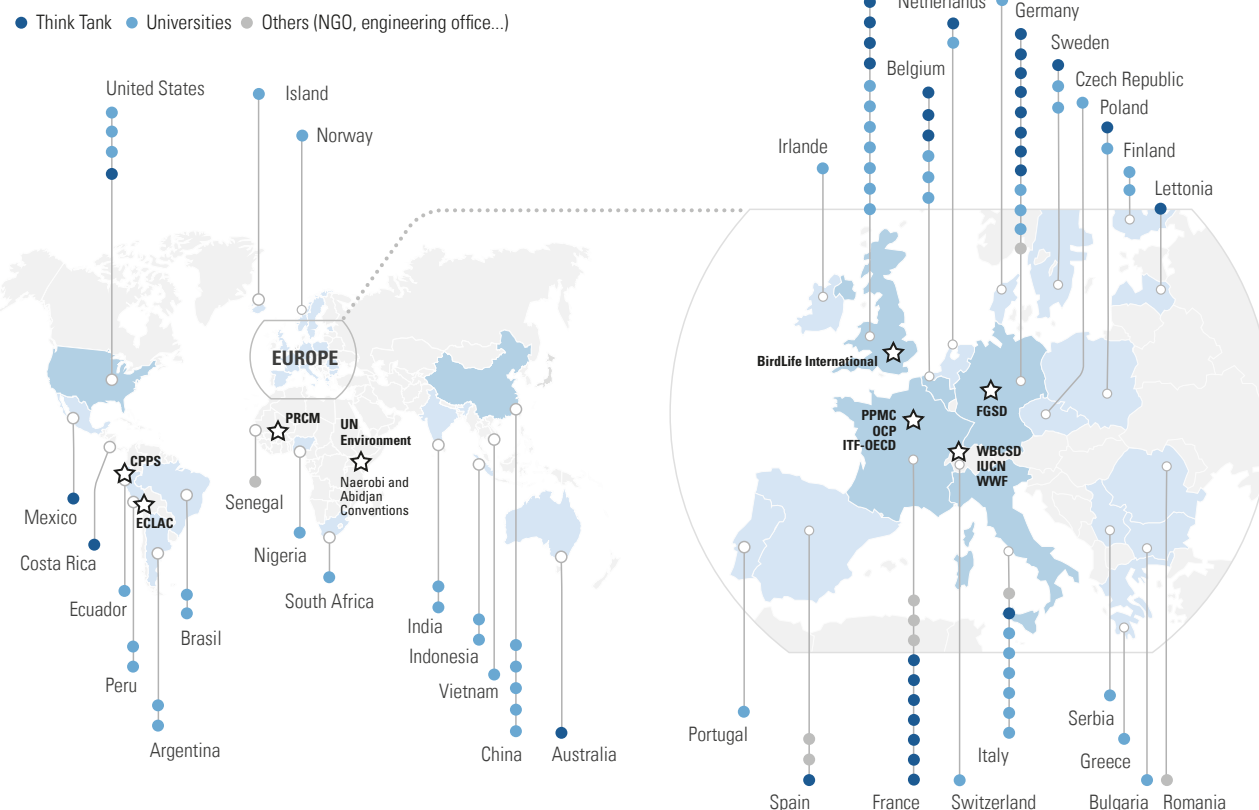 Think Tank
Universities
Others (NGO, engineering office...)
Netherlands
Germany
Sweden
Belgium
Czech Republic
Poland
Finland
Lettonia
Irlande
United States
Island
Norway
EUROPE
BirdLife International
PPMC
OCP
ITF-OECD
FGSD
WBCSD
IUCN
WWF
PRCM
UN
Environment
Naerobi and
Abidjan
Conventions
CPPS
ECLAC
Senegal
Mexico
Costa Rica
Nigeria
South Africa
Ecuador
Brasil
Peru
Argentina
India
Indonesia
Vietnam
China
Australia
Portugal
Serbia
Greece
Italy
Spain
France
Switzerland
Bulgaria
Romania